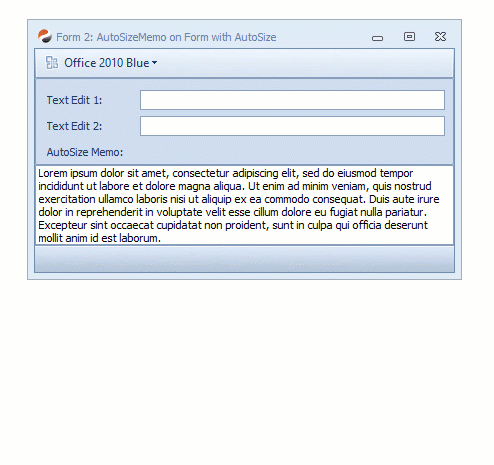 Form 2: AutoSizeMemo on Form with AutoSize
Office 2010 Blue
Text Edit 1:
Text Edit 2:
AutoSize Memo:
Lorem ipsum dolor sit amet, consectetur adipiscing elit, sed do eiusmod tempor
incididunt ut labore et dolore magna aliqua. Ut enim ad minim veniam, quis nostrud
exercitation ullamco laboris nisi ut aliquip ex ea commodo consequat. Duis aute irure
dolor in reprehenderit in voluptate velit esse cillum dolore eu fugiat nulla pariatur.
Excepteur sint occaecat cupidatat non proident, sunt in culpa qui officia deserunt
mollit anim id est laborum.